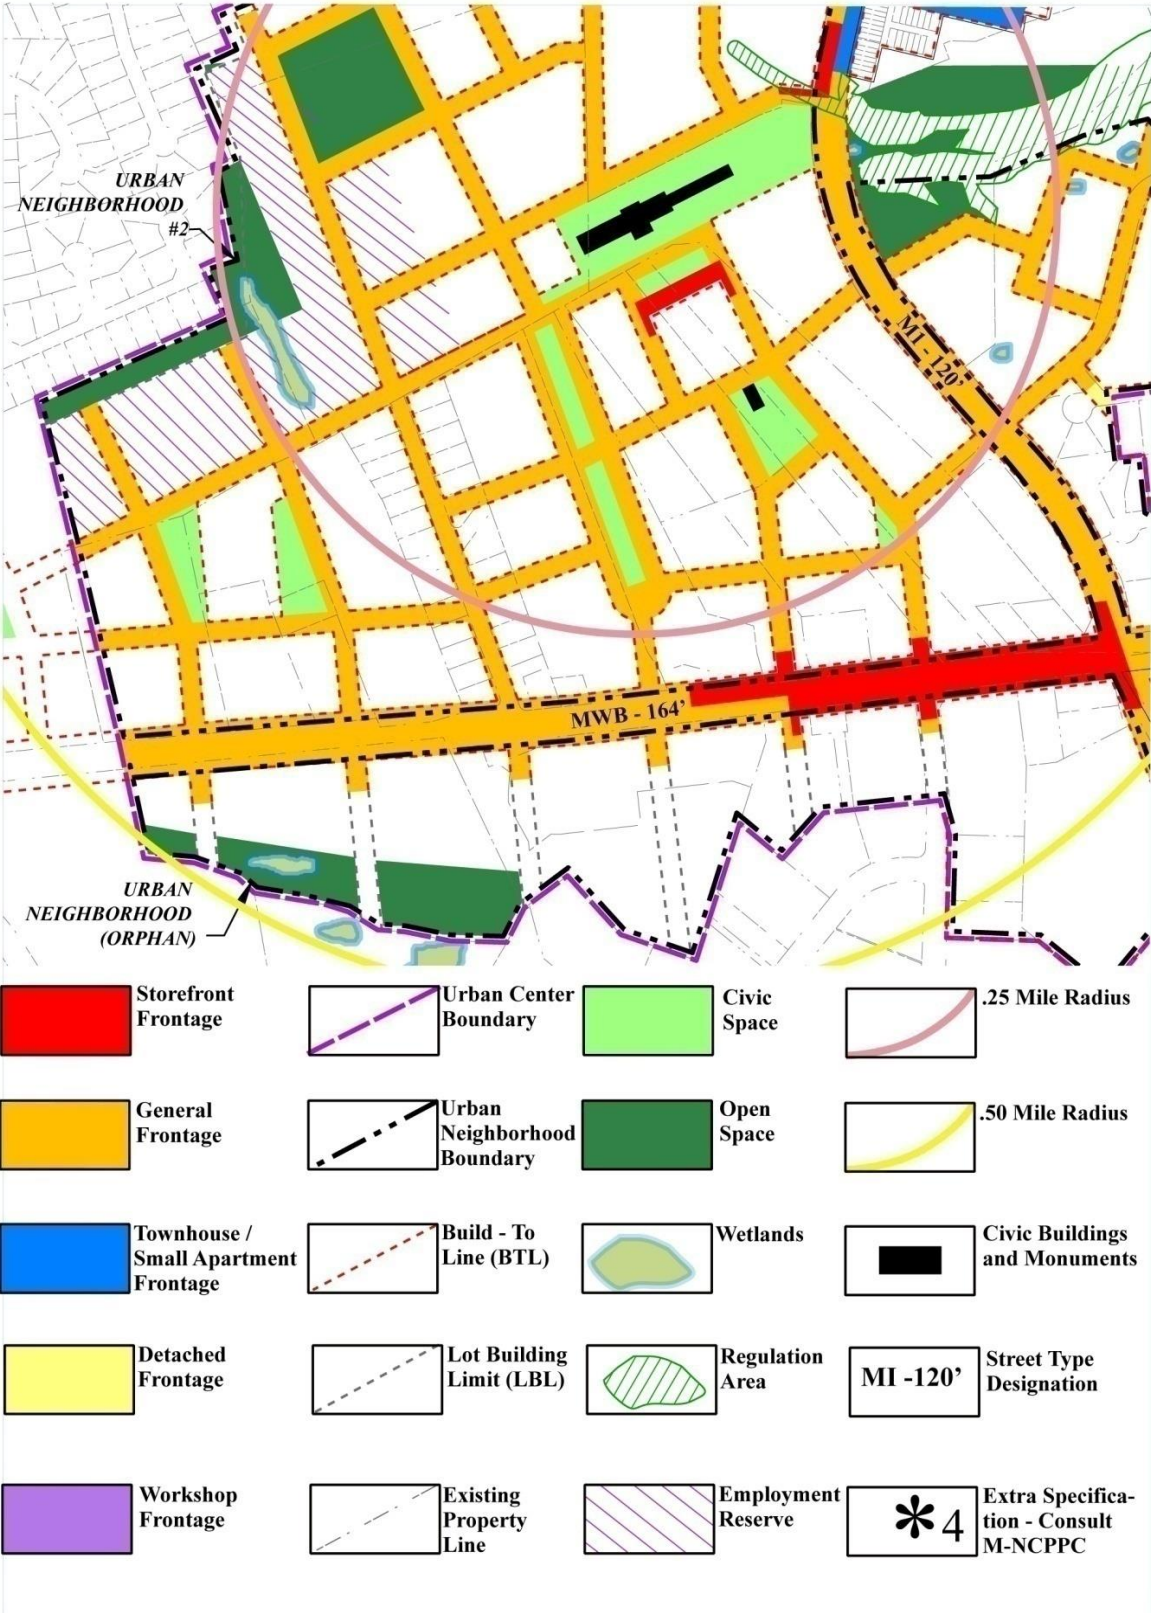 URBAN
NEIGHBORHOOD
#2
MI - 120'
MWB - 164'
URBAN
NEIGHBORHOOD
(ORPHAN)
Storefront
Frontage
Urban Center
Boundary
Civic
Space
.25 Mile Radius
General
Frontage
Urban
Neighborhood
Boundary
Open
Space
.50 Mile Radius
Townhouse /
Small Apartment
Frontage
Build - To
Line (BTL)
Wetlands
Civic Buildings
and Monuments
Detached
Frontage
Lot Building
Limit (LBL)
Regulation
Area
MI -120'
Street Type
Designation
Workshop
Frontage
Existing
Property
Line
Employment
Reserve
*4
Extra Specifica-
tion - Consult
M-NCPPC